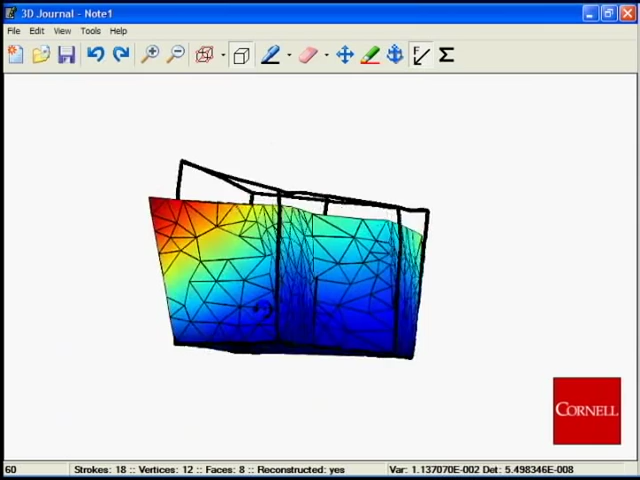 3D Journal - Note1
File Edit View Tools Help
F
Σ
CORNELL
60 Strokes: 18 :: Vertices: 12 :: Faces: 8 :: Reconstructed: yes Var: 1.137070E-002 Det: 5.498346E-008